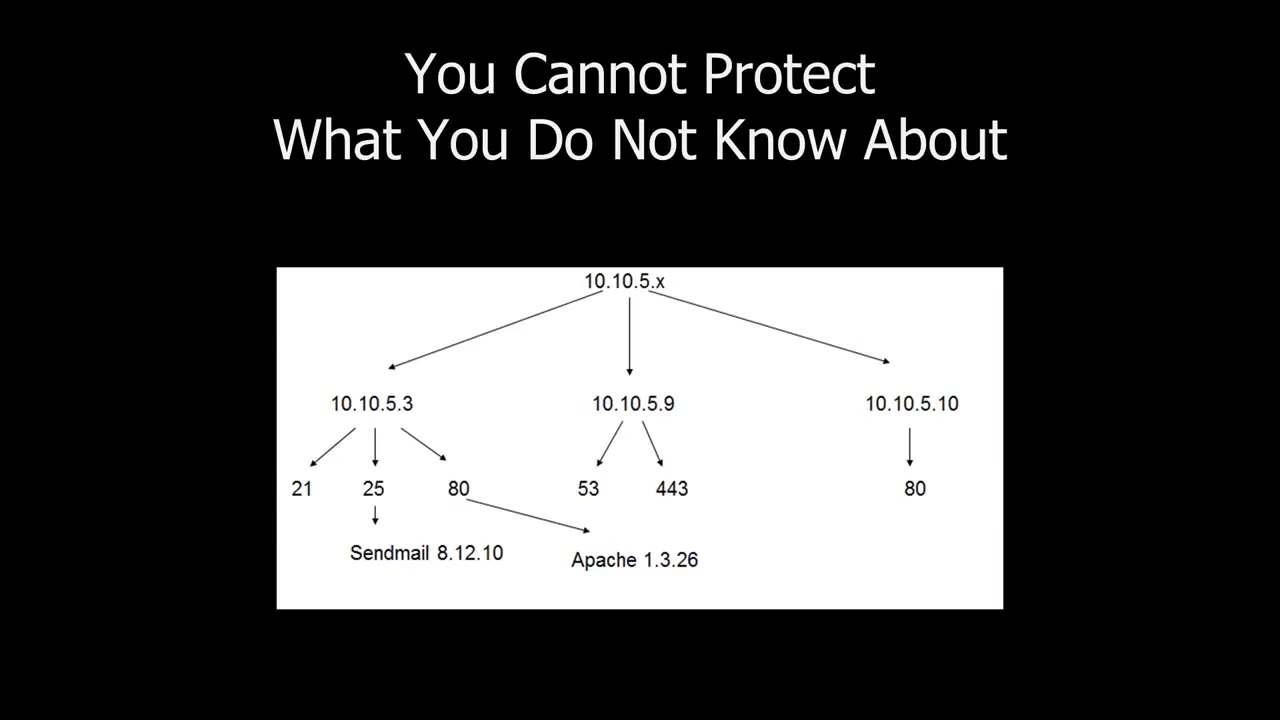 You Cannot Protect
What You Do Not Know About
10.10.5.x
10.10.5.3 10.10.5.9 10.10.5.10
21 25 80 53 443 80
Sendmail 8.12.10
Apache 1.3.26